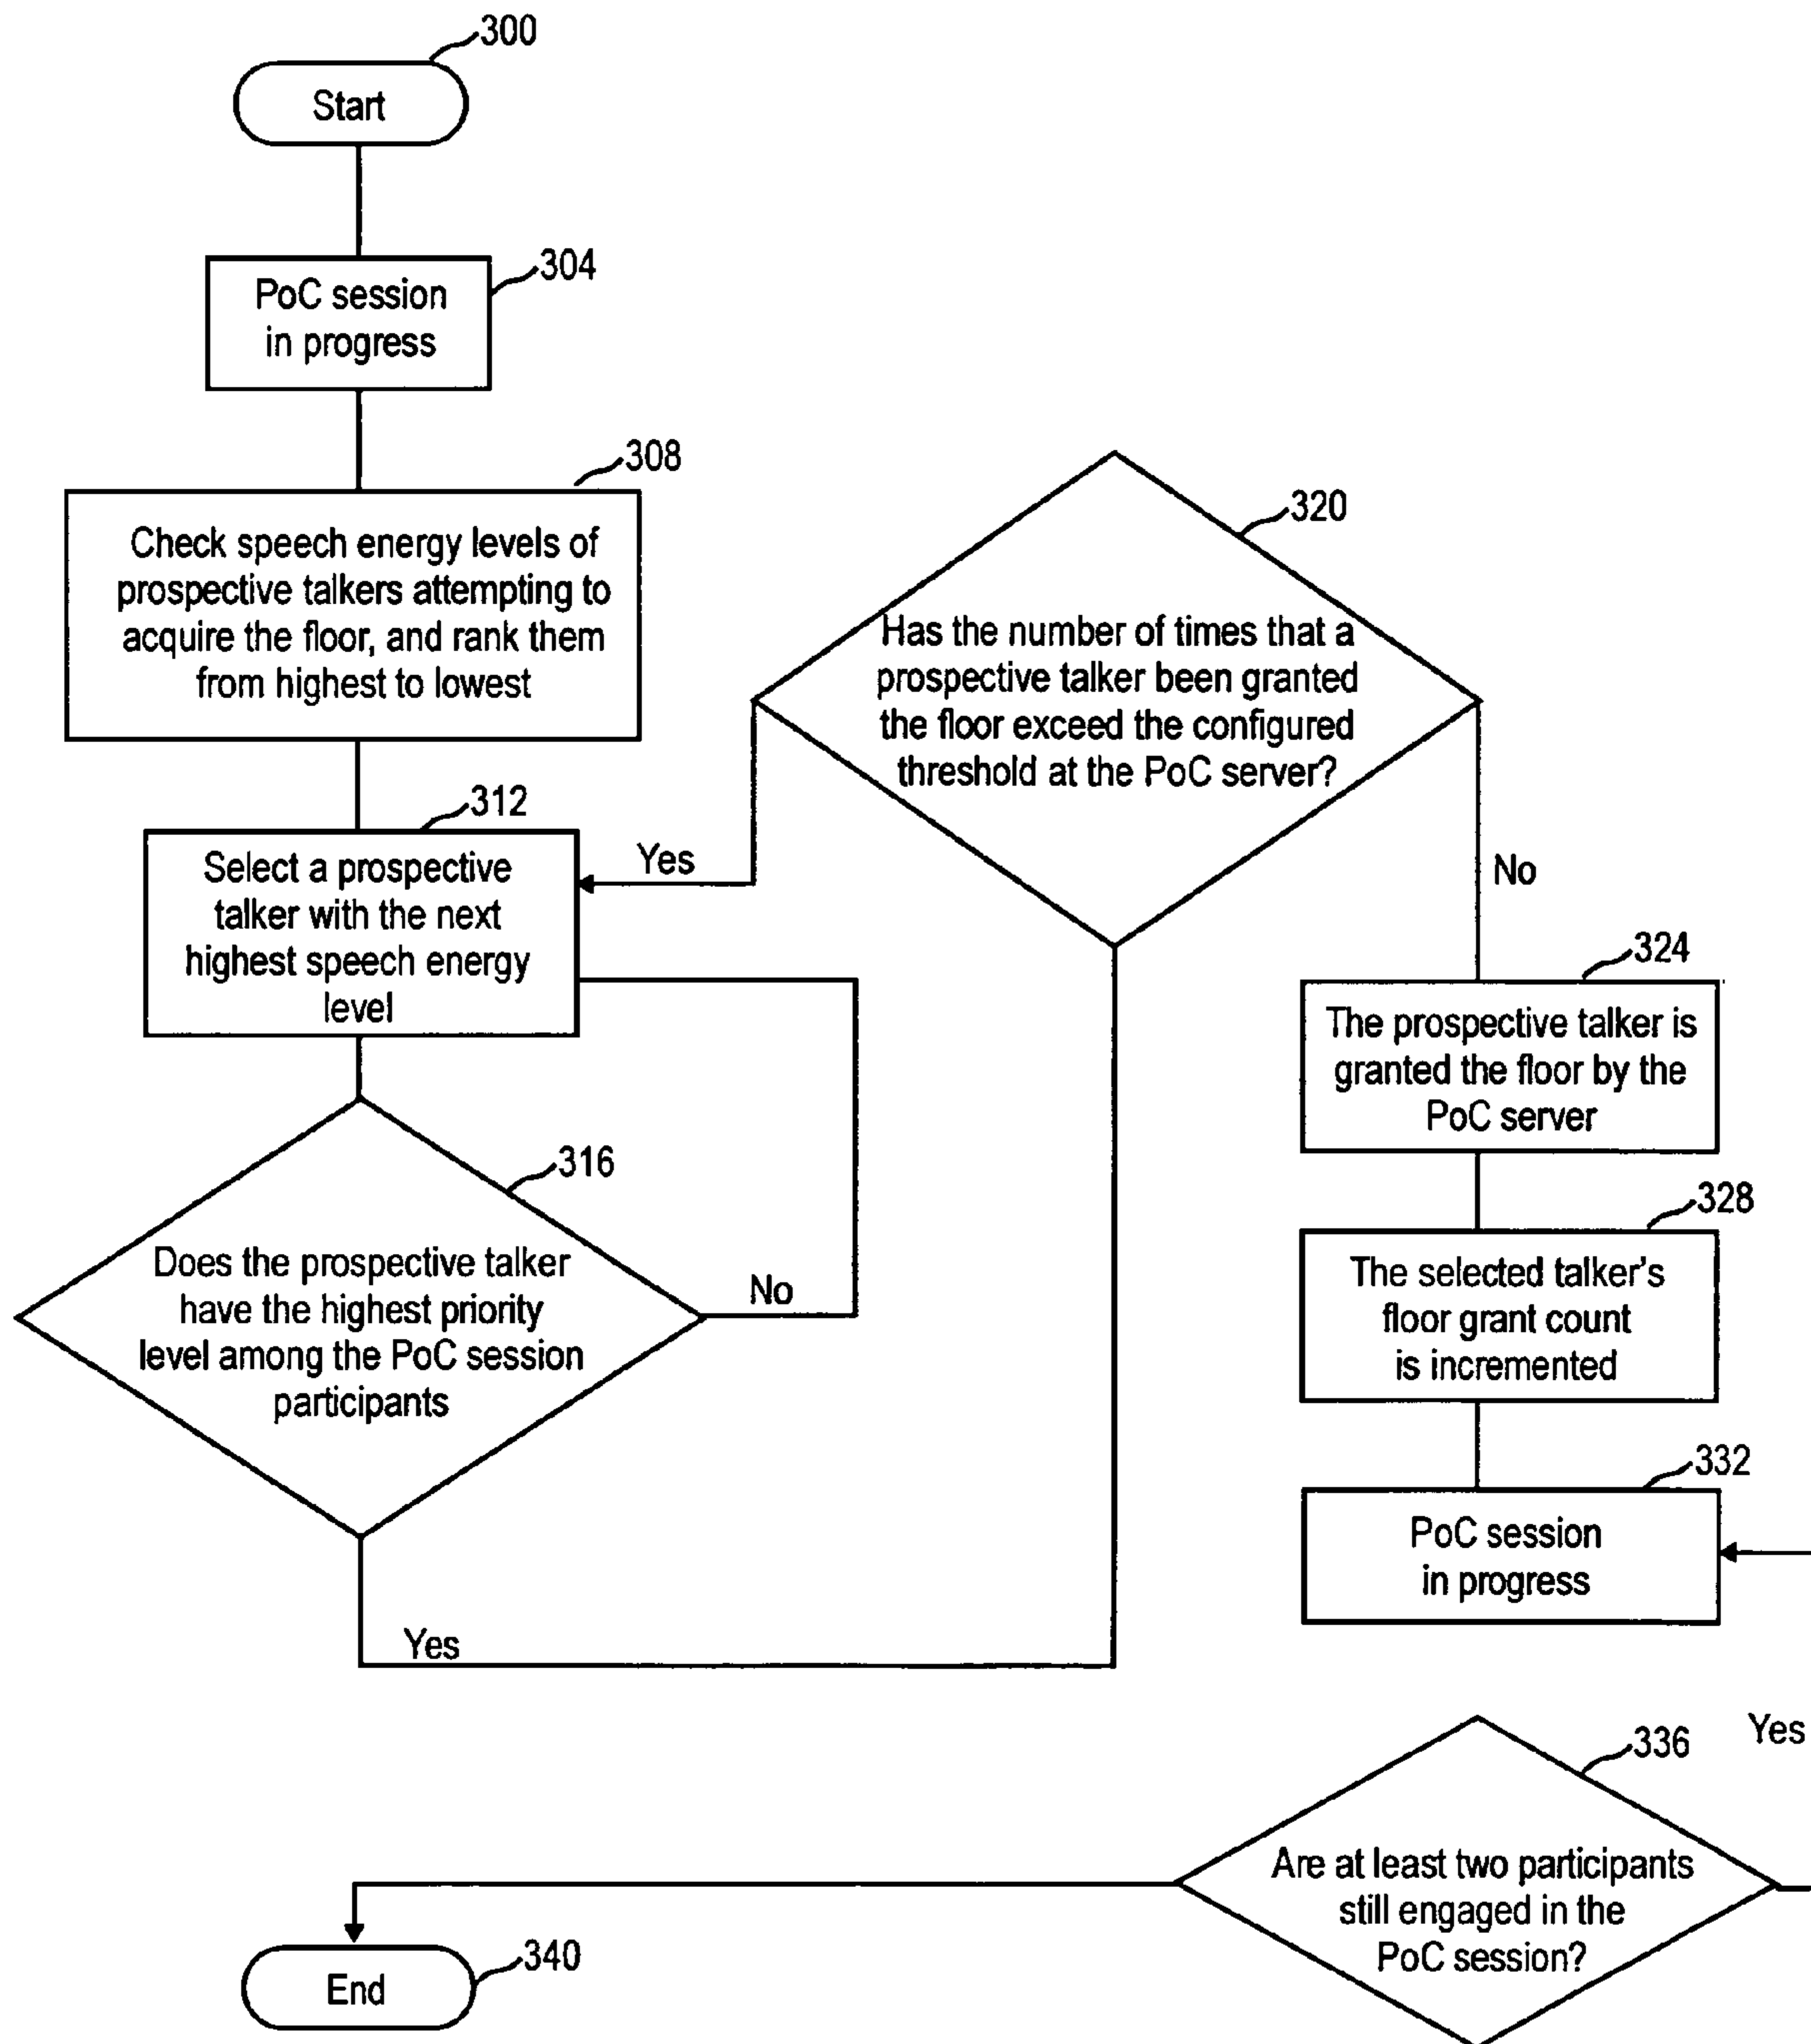 300
Start
304
PoC session
in progress
308
Check speech energy levels of
prospective talkers attempting to
acquire the floor, and rank them
from highest to lowest
312
Select a prospective
talker with the next
highest speech energy
level
316
Does the prospective talker
have the highest priority
level among the PoC session
participants
No
Yes
320
Has the number of times that a
prospective talker been granted
the floor exceed the configured
threshold at the PoC server?
Yes
No
324
The prospective talker is
granted the floor by the
PoC server
328
The selected talker's
floor grant count
is incremented
332
PoC session
in progress
336
Yes
Are at least two participants
still engaged in the
PoC session?
End
340